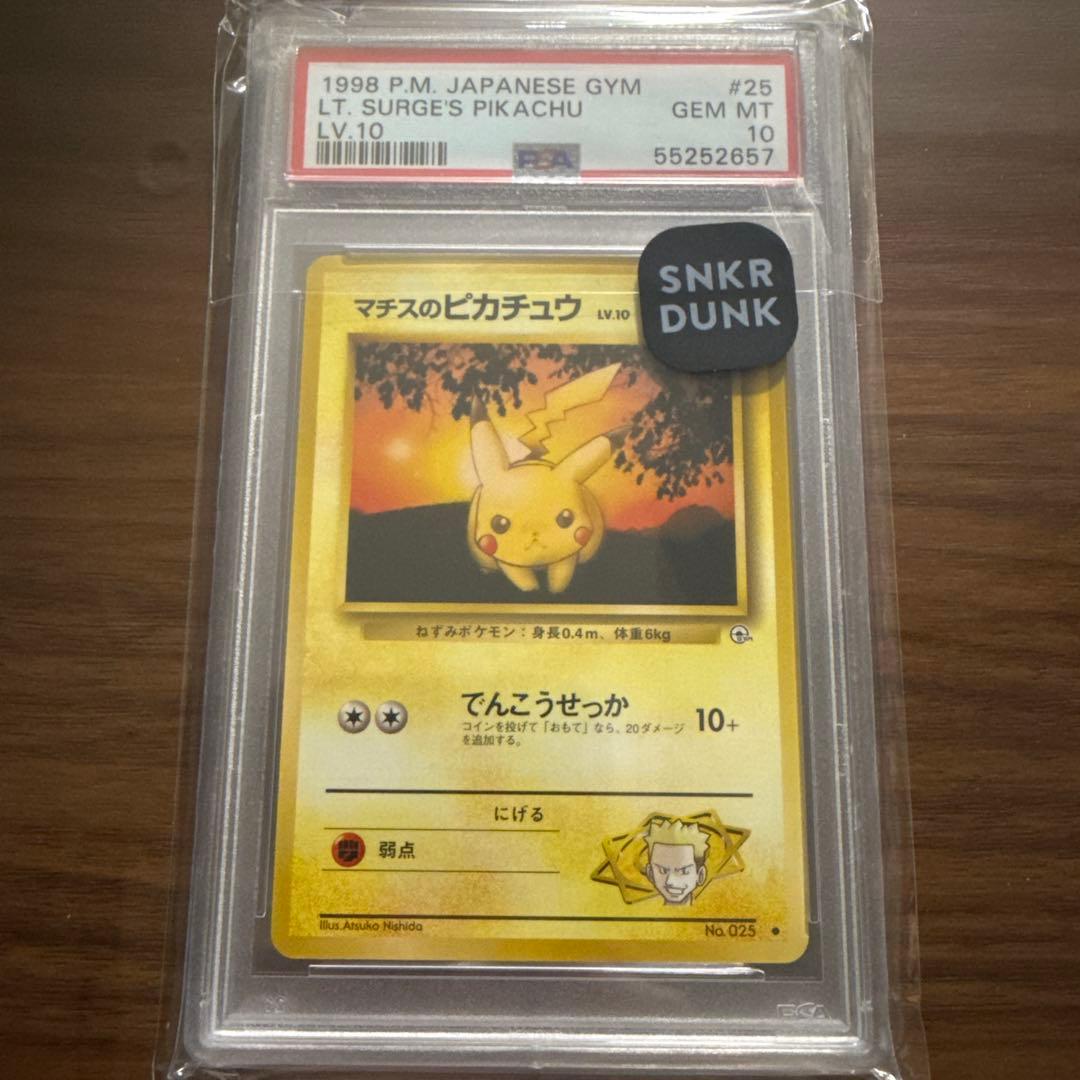 1998 P.M. JAPANESE GYM #25
LT. SURGE'S PIKACHU GEM MT
LV.10 10
PSA 55252657
SNKR
DUNK
マチスのピカチュウ LV.10
ねずみポケモン：身長0.4m、体重6kg
でんこうせっか 10+
コインを投げて「おもて」なら、20ダメージ
を追加する。
にげる
弱点
Illus.Atsuko Nishida No. 025 ●
PSA